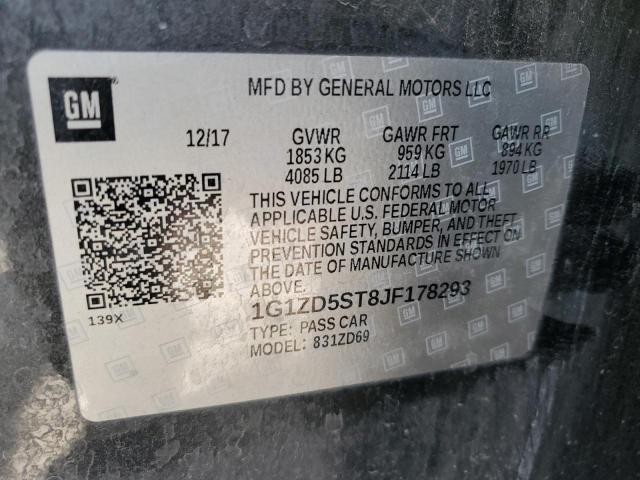 GM
MFD BY GENERAL MOTORS LLC
12/17 GVWR GAWR FRT GAWR RR
1853 KG 959 KG 894 KG
4085 LB 2114 LB 1970 LB
THIS VEHICLE CONFORMS TO ALL
APPLICABLE U.S. FEDERAL MOTOR
VEHICLE SAFETY, BUMPER, AND THEFT
PREVENTION STANDARDS IN EFFECT ON
THE DATE OF MANUFACTURE SHOWN
ABOVE.
1G1ZD5ST8JF178293
139X
TYPE: PASS CAR
MODEL: 831ZD69